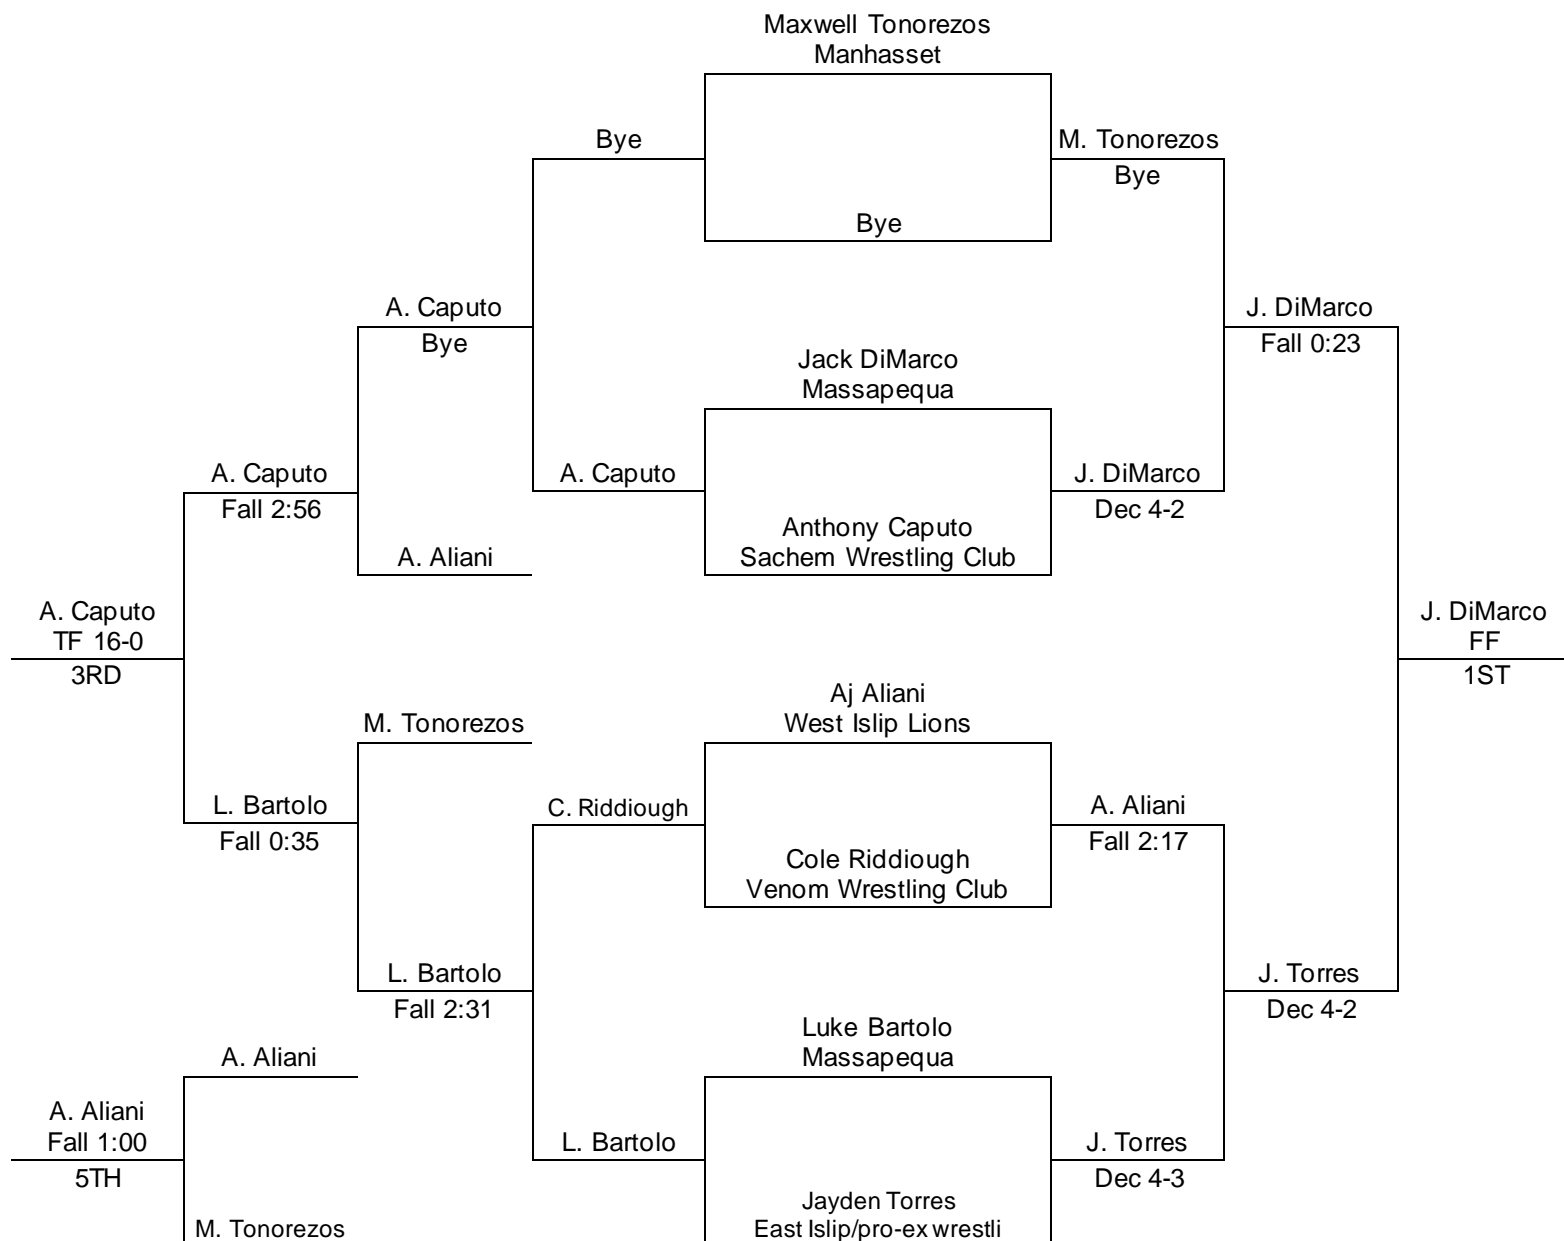 Maxwell Tonorezos
Manhasset
Bye
M. Tonorezos
Bye
Bye
A. Caputo
Bye
J. DiMarco
Fall 0:23
Jack DiMarco
Massapequa
A. Caputo
Fall 2:56
A. Caputo
J. DiMarco
Dec 4-2
Anthony Caputo
Sachem Wrestling Club
A. Aliani
A. Caputo
TF 16-0
3RD
J. DiMarco
FF
1ST
Aj Aliani
West Islip Lions
M. Tonorezos
L. Bartolo
Fall 0:35
C. Riddiough
A. Aliani
Fall 2:17
Cole Riddiough
Venom Wrestling Club
L. Bartolo
Fall 2:31
J. Torres
Dec 4-2
Luke Bartolo
Massapequa
A. Aliani
A. Aliani
Fall 1:00
5TH
L. Bartolo
J. Torres
Dec 4-3
Jayden Torres
East Islip/pro-ex wrestli
M. Tonorezos